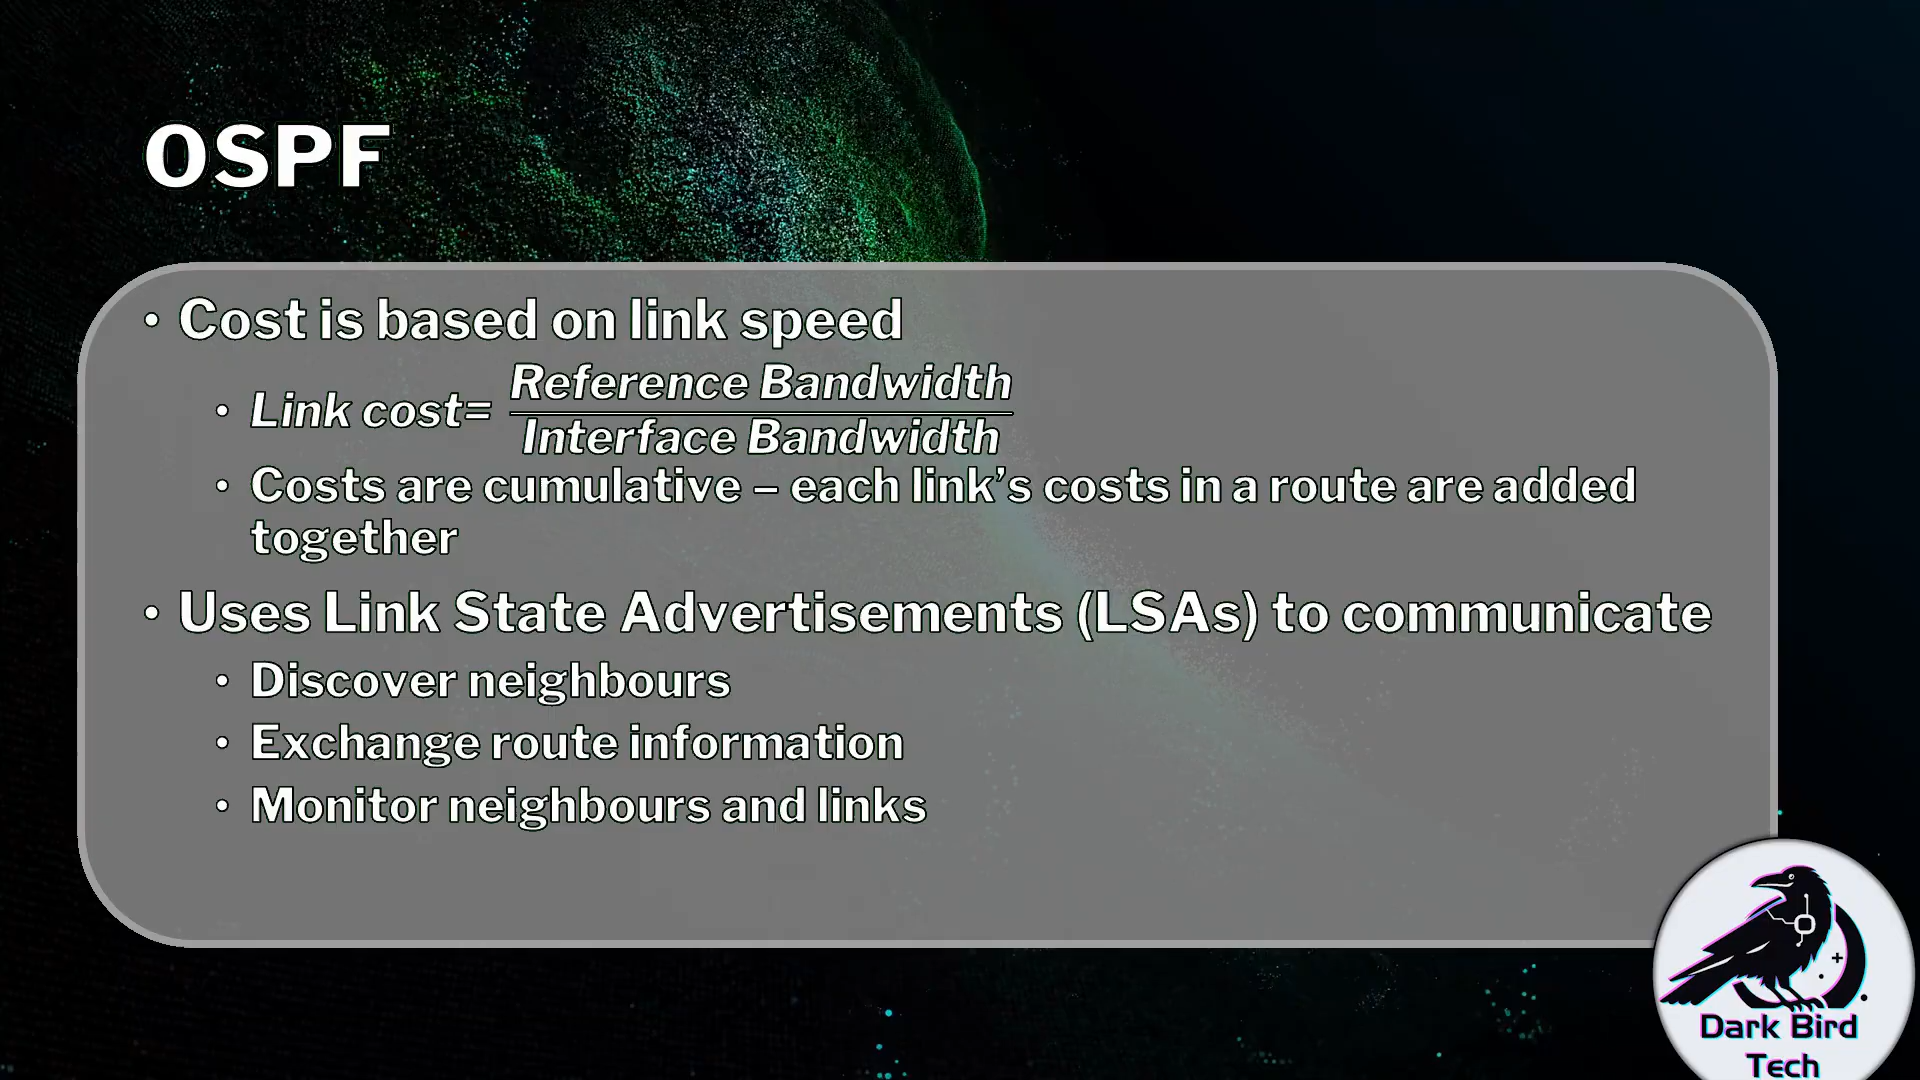 OSPF
• Cost is based on link speed
• Link cost= Reference Bandwidth
Interface Bandwidth
• Costs are cumulative – each link’s costs in a route are added
together
• Uses Link State Advertisements (LSAs) to communicate
• Discover neighbours
• Exchange route information
• Monitor neighbours and links
Dark Bird
Tech